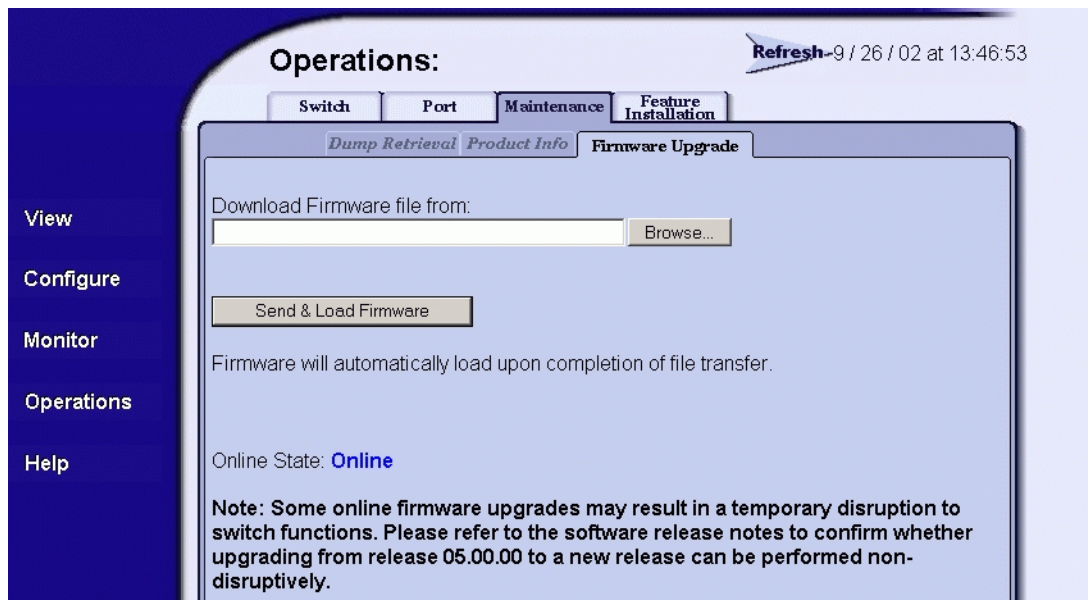 Operations:
Refresh 9 / 26 / 02 at 13:46:53
Switch
Port
Maintenance
Feature
Installation
Dump Retrieval
Product Info
Firmware Upgrade
View
Configure
Monitor
Operations
Help
Download Firmware file from:
Browse...
Send & Load Firmware
Firmware will automatically load upon completion of file transfer.
Online State: Online
Note: Some online firmware upgrades may result in a temporary disruption to
switch functions. Please refer to the software release notes to confirm whether
upgrading from release 05.00.00 to a new release can be performed non-
disruptively.